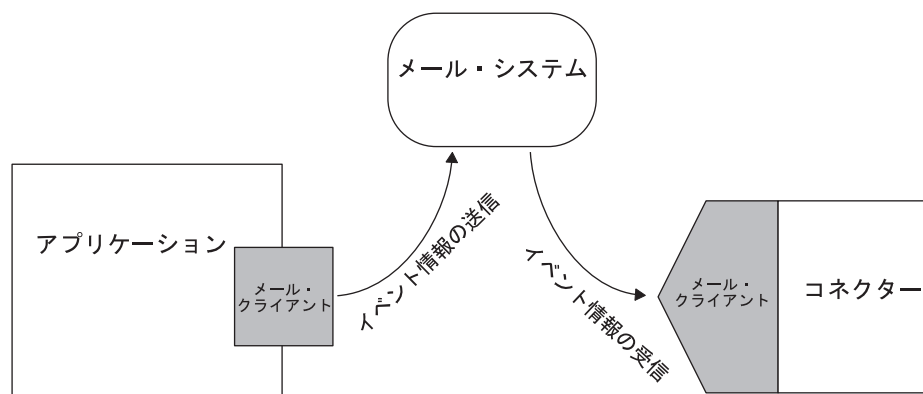 メール・システム
アプリケーション
メール・
クライアント
イベント情報の送信
イベント情報の受信
メール・
クライアント
コネクター